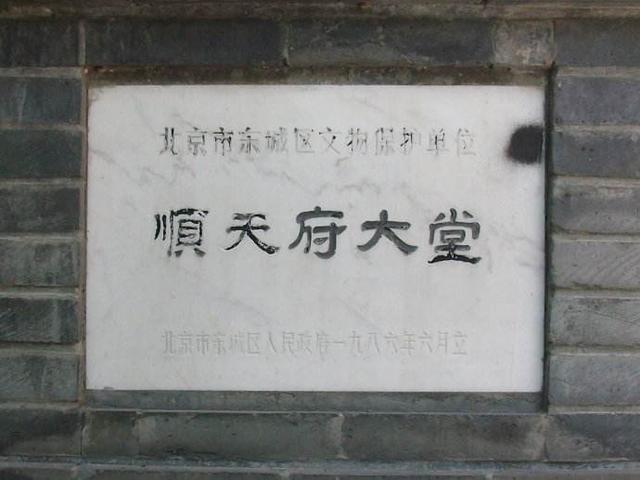 北京市东城区文物保护单位
順天府大堂
北京市东城区人民政府一九八六年六月立